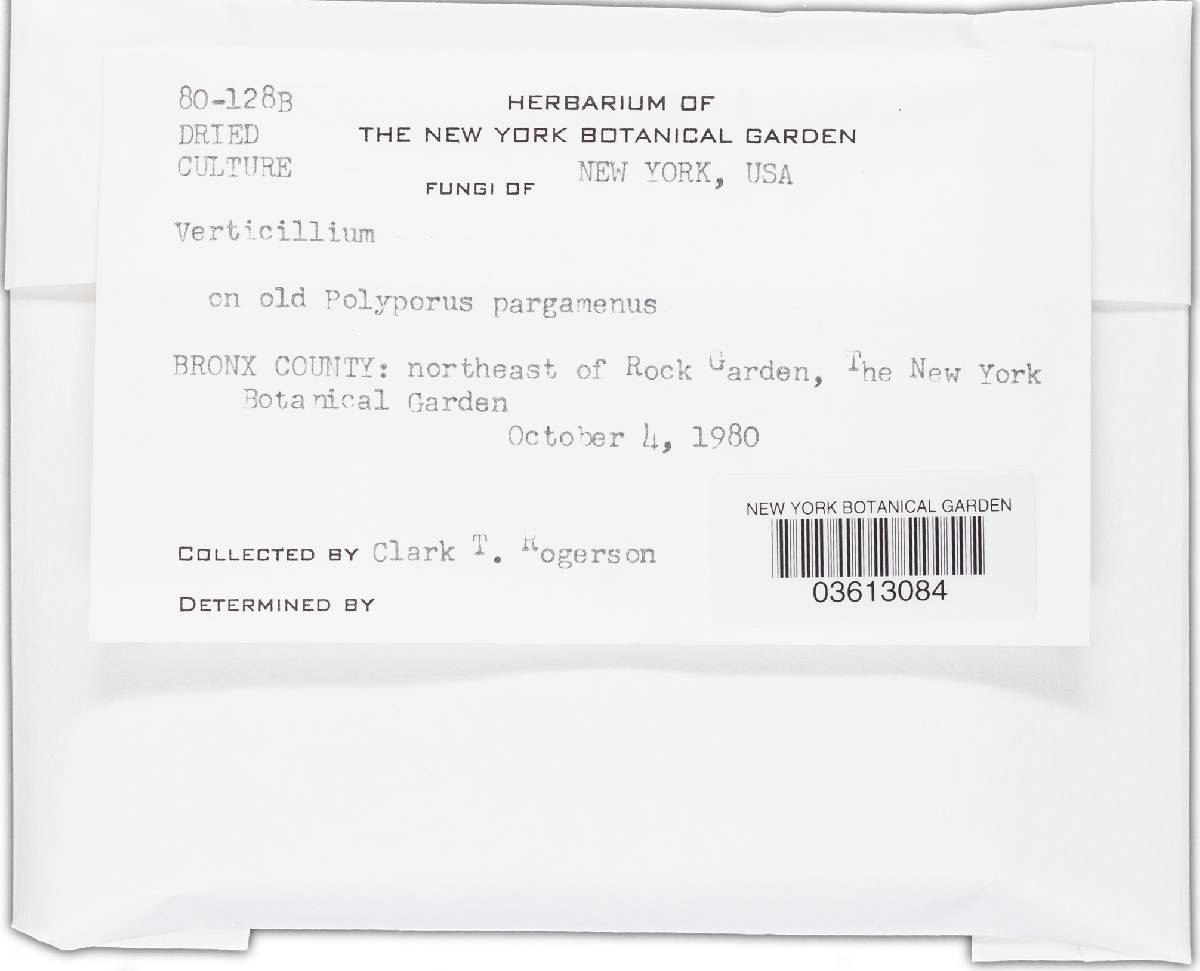 80-128B
DRIED
CULTURE
HERBARIUM OF
THE NEW YORK BOTANICAL GARDEN
FUNGI OF NEW YORK, USA
Verticillium
on old Polyporus pargamenus
BRONX COUNTY: northeast of Rock Garden, The New York
Botanical Garden
October 4, 1980
COLLECTED BY Clark T. Rogerson
DETERMINED BY
NEW YORK BOTANICAL GARDEN
03613084